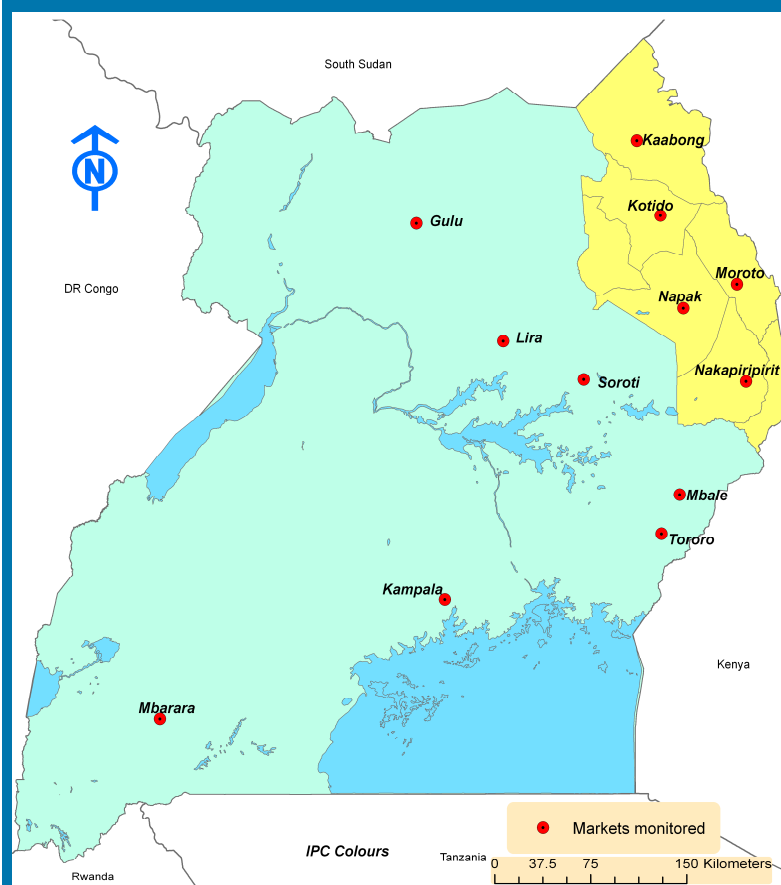 South Sudan
Kaabong
N
Kotido
Gulu
Moroto
DR Congo
Napak
Lira
Nakapiripirit
Soroti
Mbale
Tororo
Kampala
Kenya
Mbarara
Markets monitored
IPC Colours
Tanzania
0 37.5 75 150 Kilometers
Rwanda